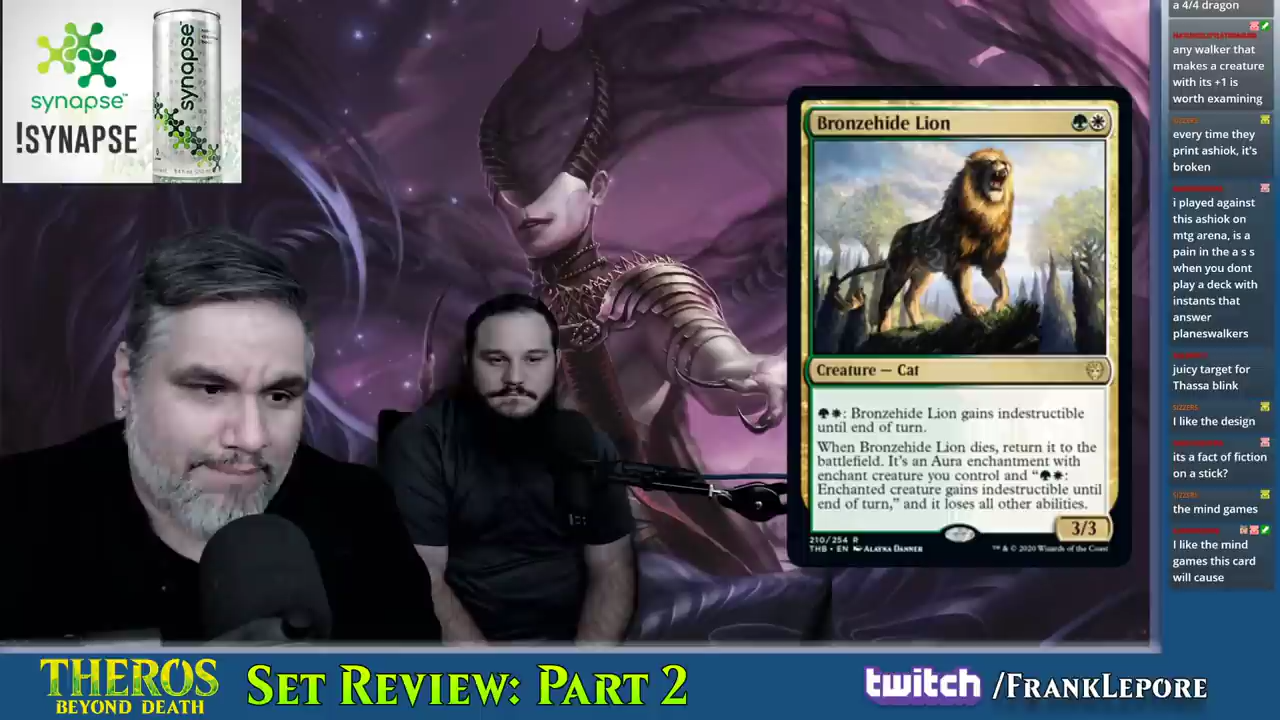 synapse™
!SYNAPSE
synapse
Bronzehide Lion
Creature — Cat
: Bronzehide Lion gains indestructible
until end of turn.
When Bronzehide Lion dies, return it to the
battlefield. It's an Aura enchantment with
enchant creature you control and “ :
Enchanted creature gains indestructible until
end of turn,” and it loses all other abilities.
3/3
210/254 R
THB • EN Alayna Danner
™ & © 2020 Wizards of the Coast
a 4/4 dragon
any walker that
makes a creature
with its +1 is
worth examining
SIZZERS
every time they
print ashiok, it's
broken
i played against
this ashiok on
mtg arena, is a
pain in the a s s
when you dont
play a deck with
instants that
answer
planeswalkers
juicy target for
Thassa blink
SIZZERS
I like the design
its a fact of fiction
on a stick?
SIZZERS
the mind games
I like the mind
games this card
will cause
THEROS
BEYOND DEATH
SET REVIEW: PART 2
twitch /FRANKLEPORE